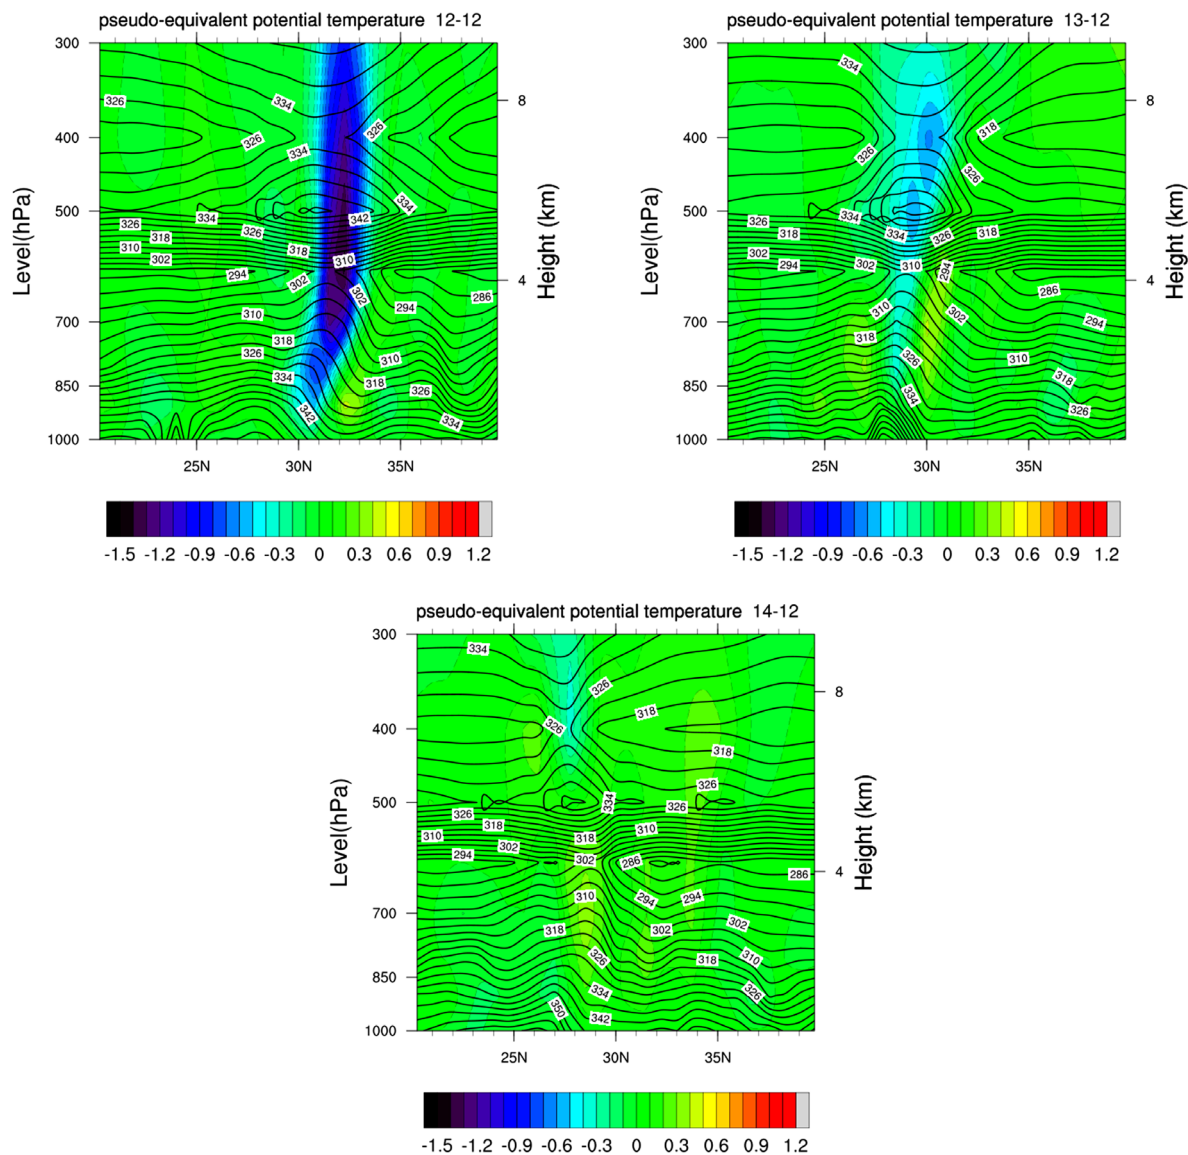 pseudo-equivalent potential temperature 12-12
300
400
500
700
850
1000
Level(hPa)
8
4
Height (km)
25N 30N 35N
326 334 326 326 334
334 334 342 326 326 318 318 310 302 310
294 302 302 294 286
310 318 326 334 342 310 318 326 334
-1.5 -1.2 -0.9 -0.6 -0.3 0 0.3 0.6 0.9 1.2
pseudo-equivalent potential temperature 13-12
300
400
500
700
850
1000
Level(hPa)
8
4
Height (km)
25N 30N 35N
334 318 326 326
334 326 318 334 326 318 302 294 302 310 294
286 310 302 294
318 326 310 318 334 326
-1.5 -1.2 -0.9 -0.6 -0.3 0 0.3 0.6 0.9 1.2
pseudo-equivalent potential temperature 14-12
300
400
500
700
850
1000
Level(hPa)
8
4
Height (km)
25N 30N 35N
334 326 318 326 318
326 334 326 326 318 310 310 318 302 294 302 286
286 310 294 294
318 302 302 326 318 310 334 326 350 342
-1.5 -1.2 -0.9 -0.6 -0.3 0 0.3 0.6 0.9 1.2